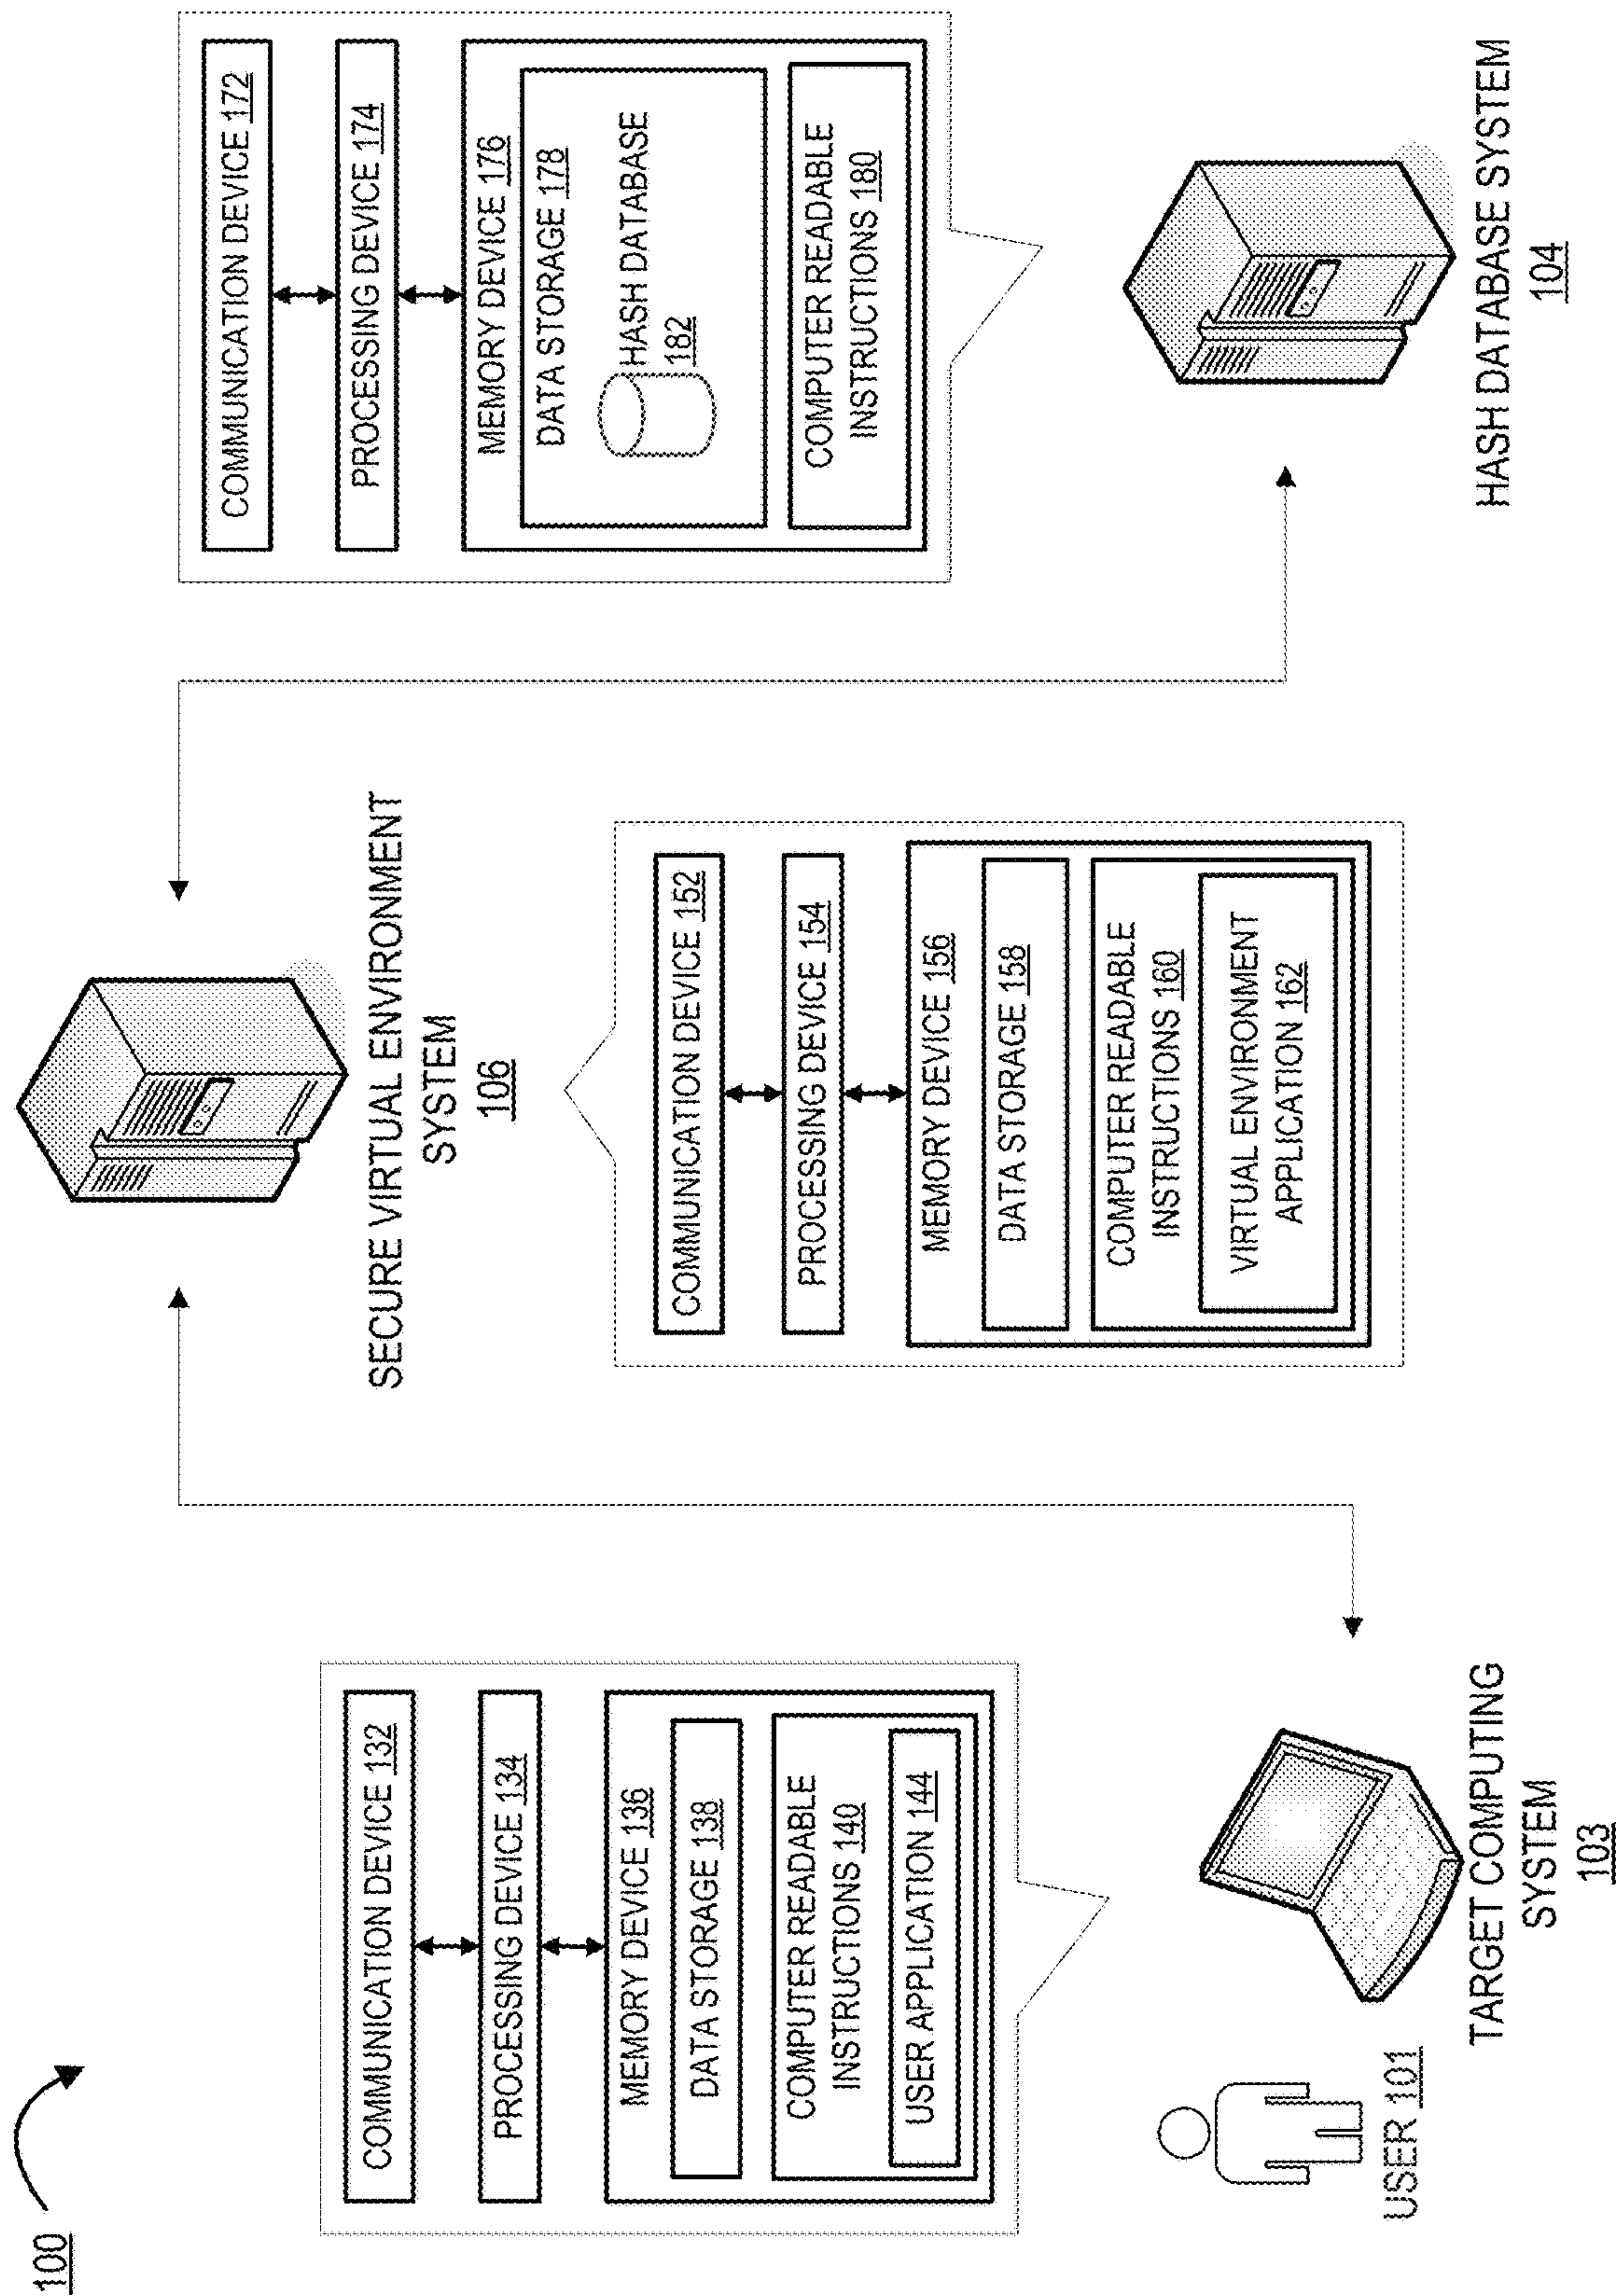 100
COMMUNICATION DEVICE 132
PROCESSING DEVICE 134
MEMORY DEVICE 136
DATA STORAGE 138
COMPUTER READABLE
INSTRUCTIONS 140
USER APPLICATION 144
USER 101
TARGET COMPUTING
SYSTEM
103
SECURE VIRTUAL ENVIRONMENT
SYSTEM
106
COMMUNICATION DEVICE 152
PROCESSING DEVICE 154
MEMORY DEVICE 156
DATA STORAGE 158
COMPUTER READABLE
INSTRUCTIONS 160
VIRTUAL ENVIRONMENT
APPLICATION 162
COMMUNICATION DEVICE 172
PROCESSING DEVICE 174
MEMORY DEVICE 176
DATA STORAGE 178
HASH DATABASE
182
COMPUTER READABLE
INSTRUCTIONS 180
HASH DATABASE SYSTEM
104